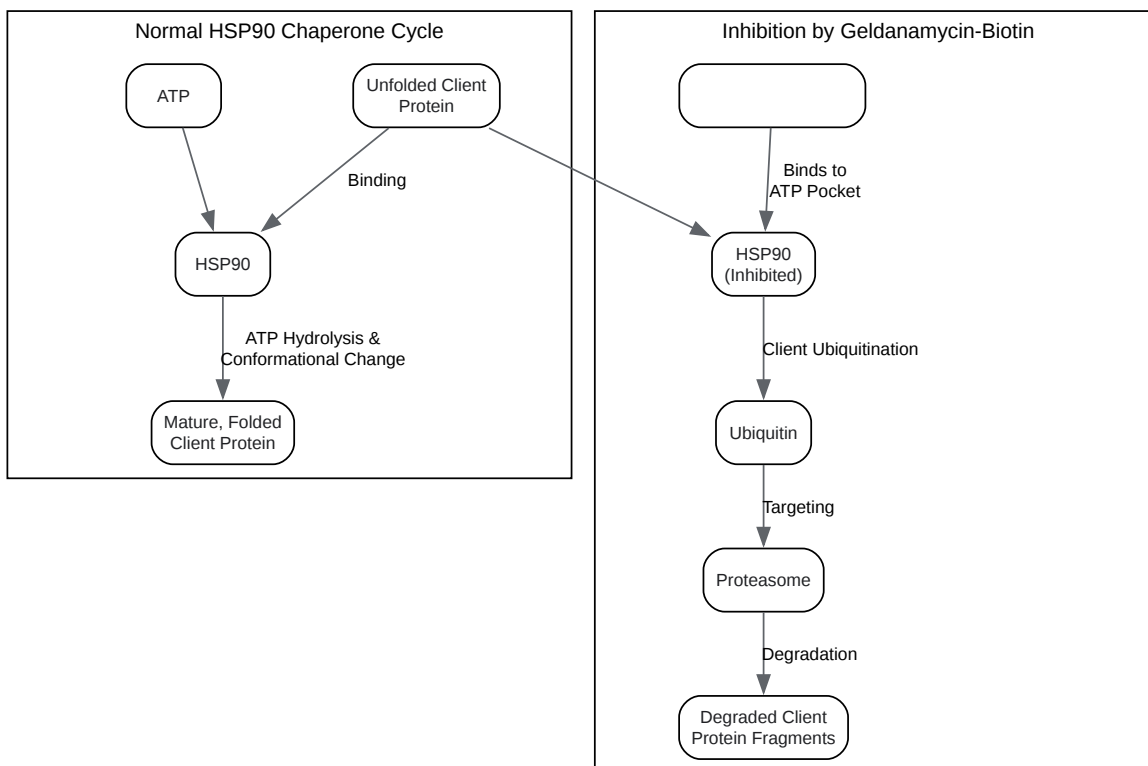 Normal HSP90 Chaperone Cycle
ATP
Unfolded Client
Protein
Binding
HSP90
ATP Hydrolysis &
Conformational Change
Mature, Folded
Client Protein
Inhibition by Geldanamycin-Biotin
Binds to
ATP Pocket
HSP90
(Inhibited)
Client Ubiquitination
Ubiquitin
Targeting
Proteasome
Degradation
Degraded Client
Protein Fragments